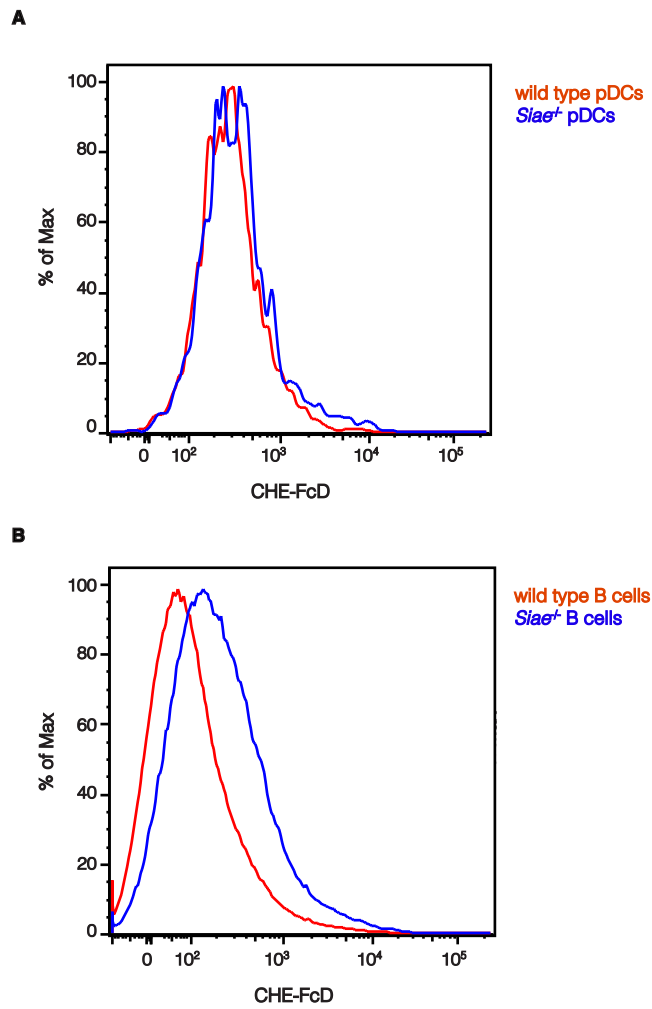 A
100
80
60
40
20
0
% of Max
0 10² 10³ 10⁴ 10⁵
CHE-FcD
wild type pDCs
Siae⁻/⁻ pDCs
B
100
80
60
40
20
0
% of Max
0 10² 10³ 10⁴ 10⁵
CHE-FcD
wild type B cells
Siae⁻/⁻ B cells